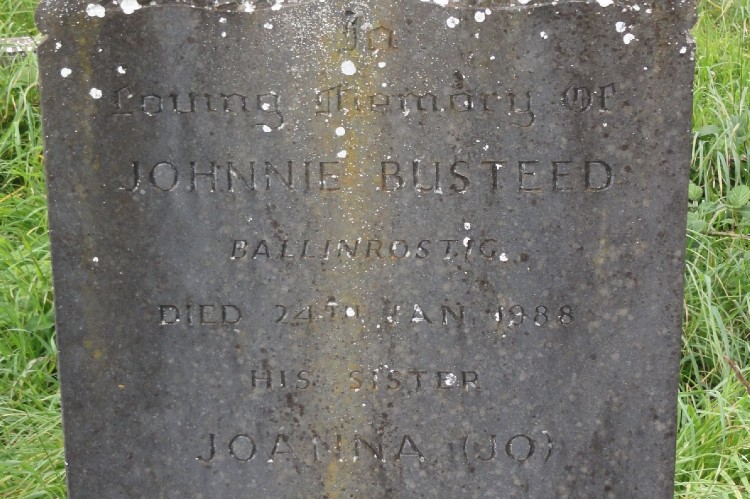 In
Loving Memory Of
JOHNNIE BUSTEED
BALLINROSTIG
DIED 24TH JAN 1988
HIS SISTER
JOANNA (JO)